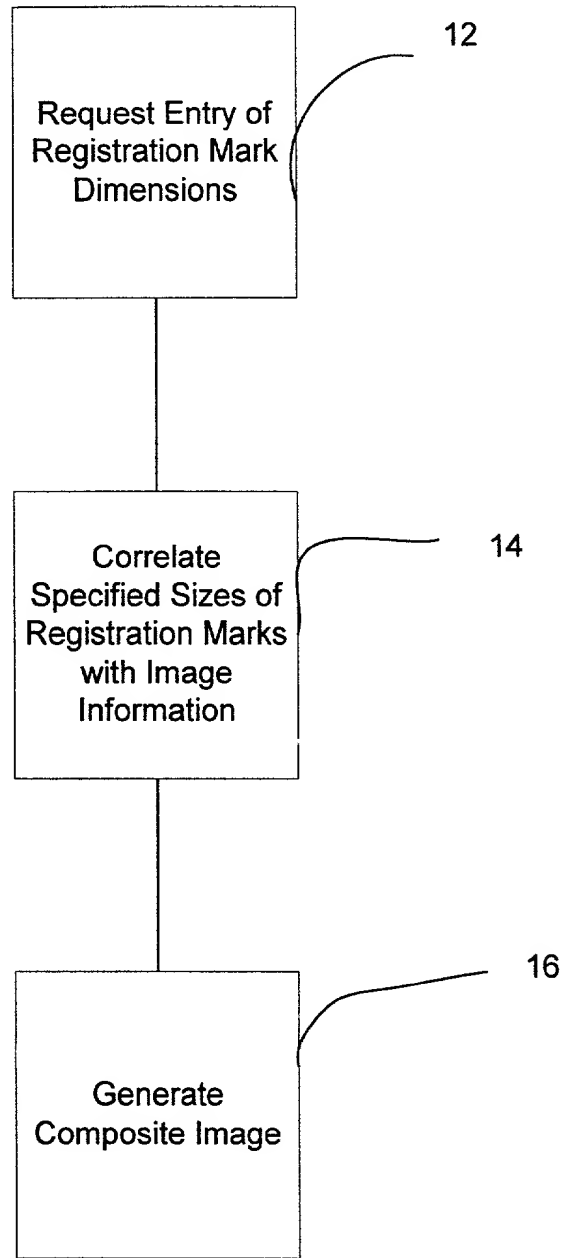 12
Request Entry of
Registration Mark
Dimensions
14
Correlate
Specified Sizes of
Registration Marks
with Image
Information
16
Generate
Composite Image